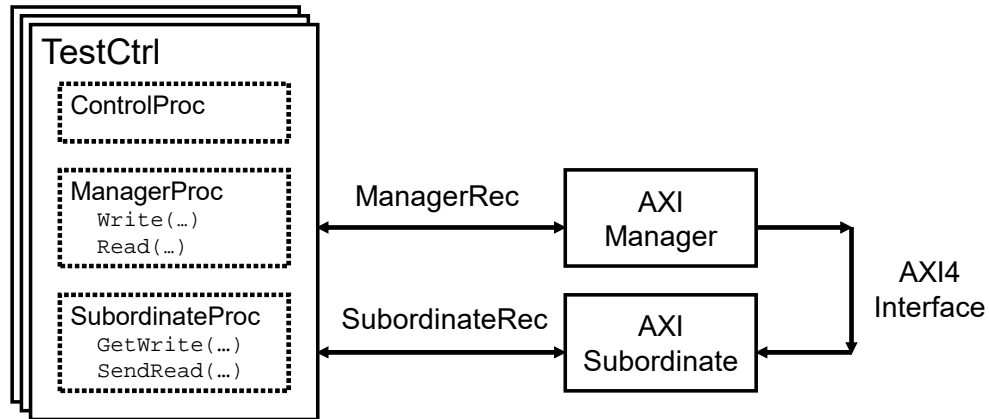 TestCtrl
ControlProc
ManagerProc
Write(…)
Read(…)
SubordinateProc
GetWrite(…)
SendRead(…)
ManagerRec
SubordinateRec
AXI
Manager
AXI
Subordinate
AXI4
Interface